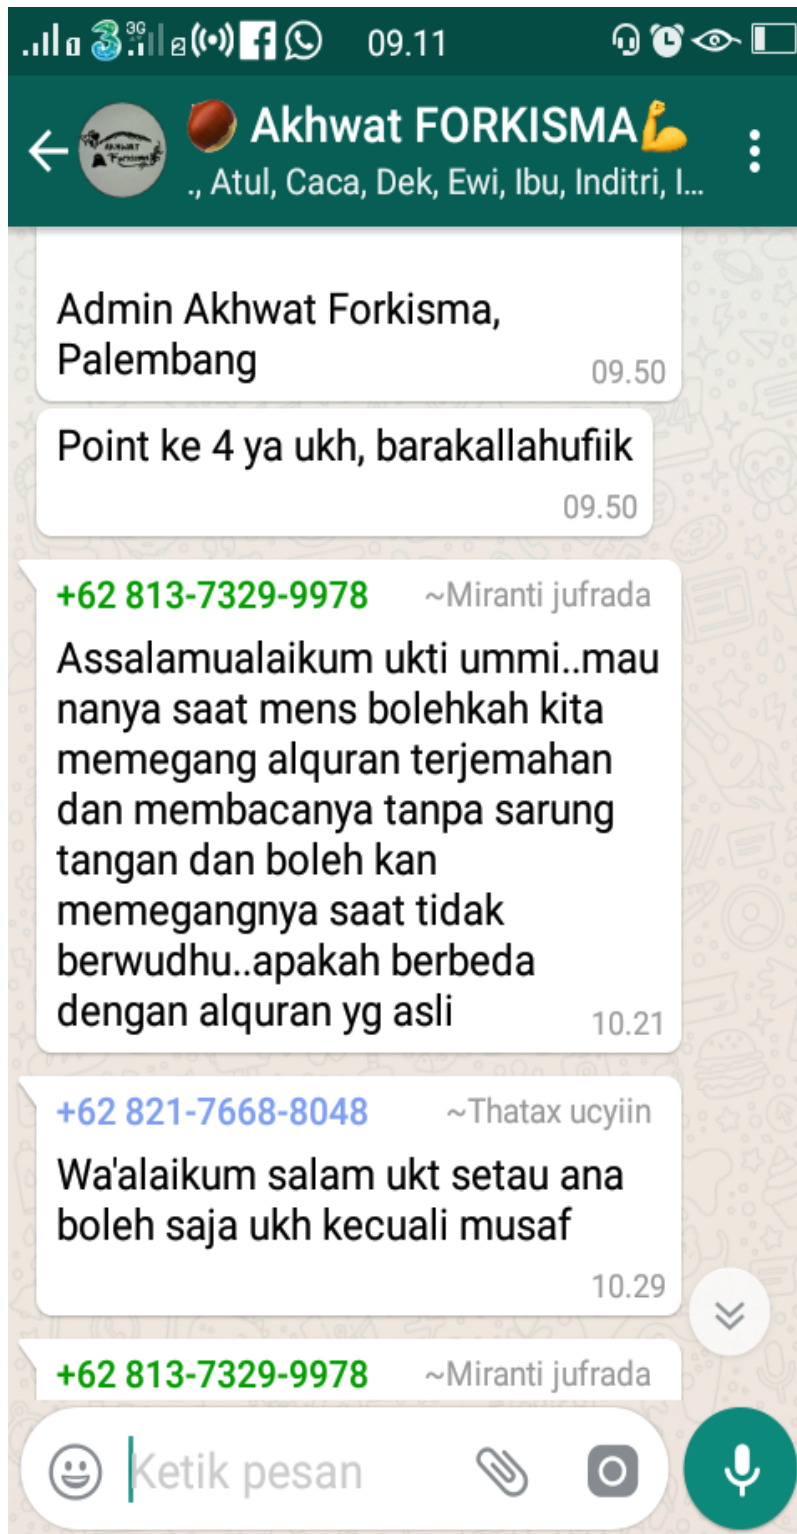 3G 2 09.11
Akhwat FORKISMA
., Atul, Caca, Dek, Ewi, Ibu, Inditri, I...
AKHWAT
Forkisma
Admin Akhwat Forkisma,
Palembang
09.50
Point ke 4 ya ukh, barakallahufiik
09.50
+62 813-7329-9978 ~Miranti jufrada
Assalamualaikum ukti ummi..mau
nanya saat mens bolehkah kita
memegang alquran terjemahan
dan membacanya tanpa sarung
tangan dan boleh kan
memegangnya saat tidak
berwudhu..apakah berbeda
dengan alquran yg asli
10.21
+62 821-7668-8048 ~Thatax ucyiin
Wa'alaikum salam ukt setau ana
boleh saja ukh kecuali musaf
10.29
+62 813-7329-9978 ~Miranti jufrada
Ketik pesan